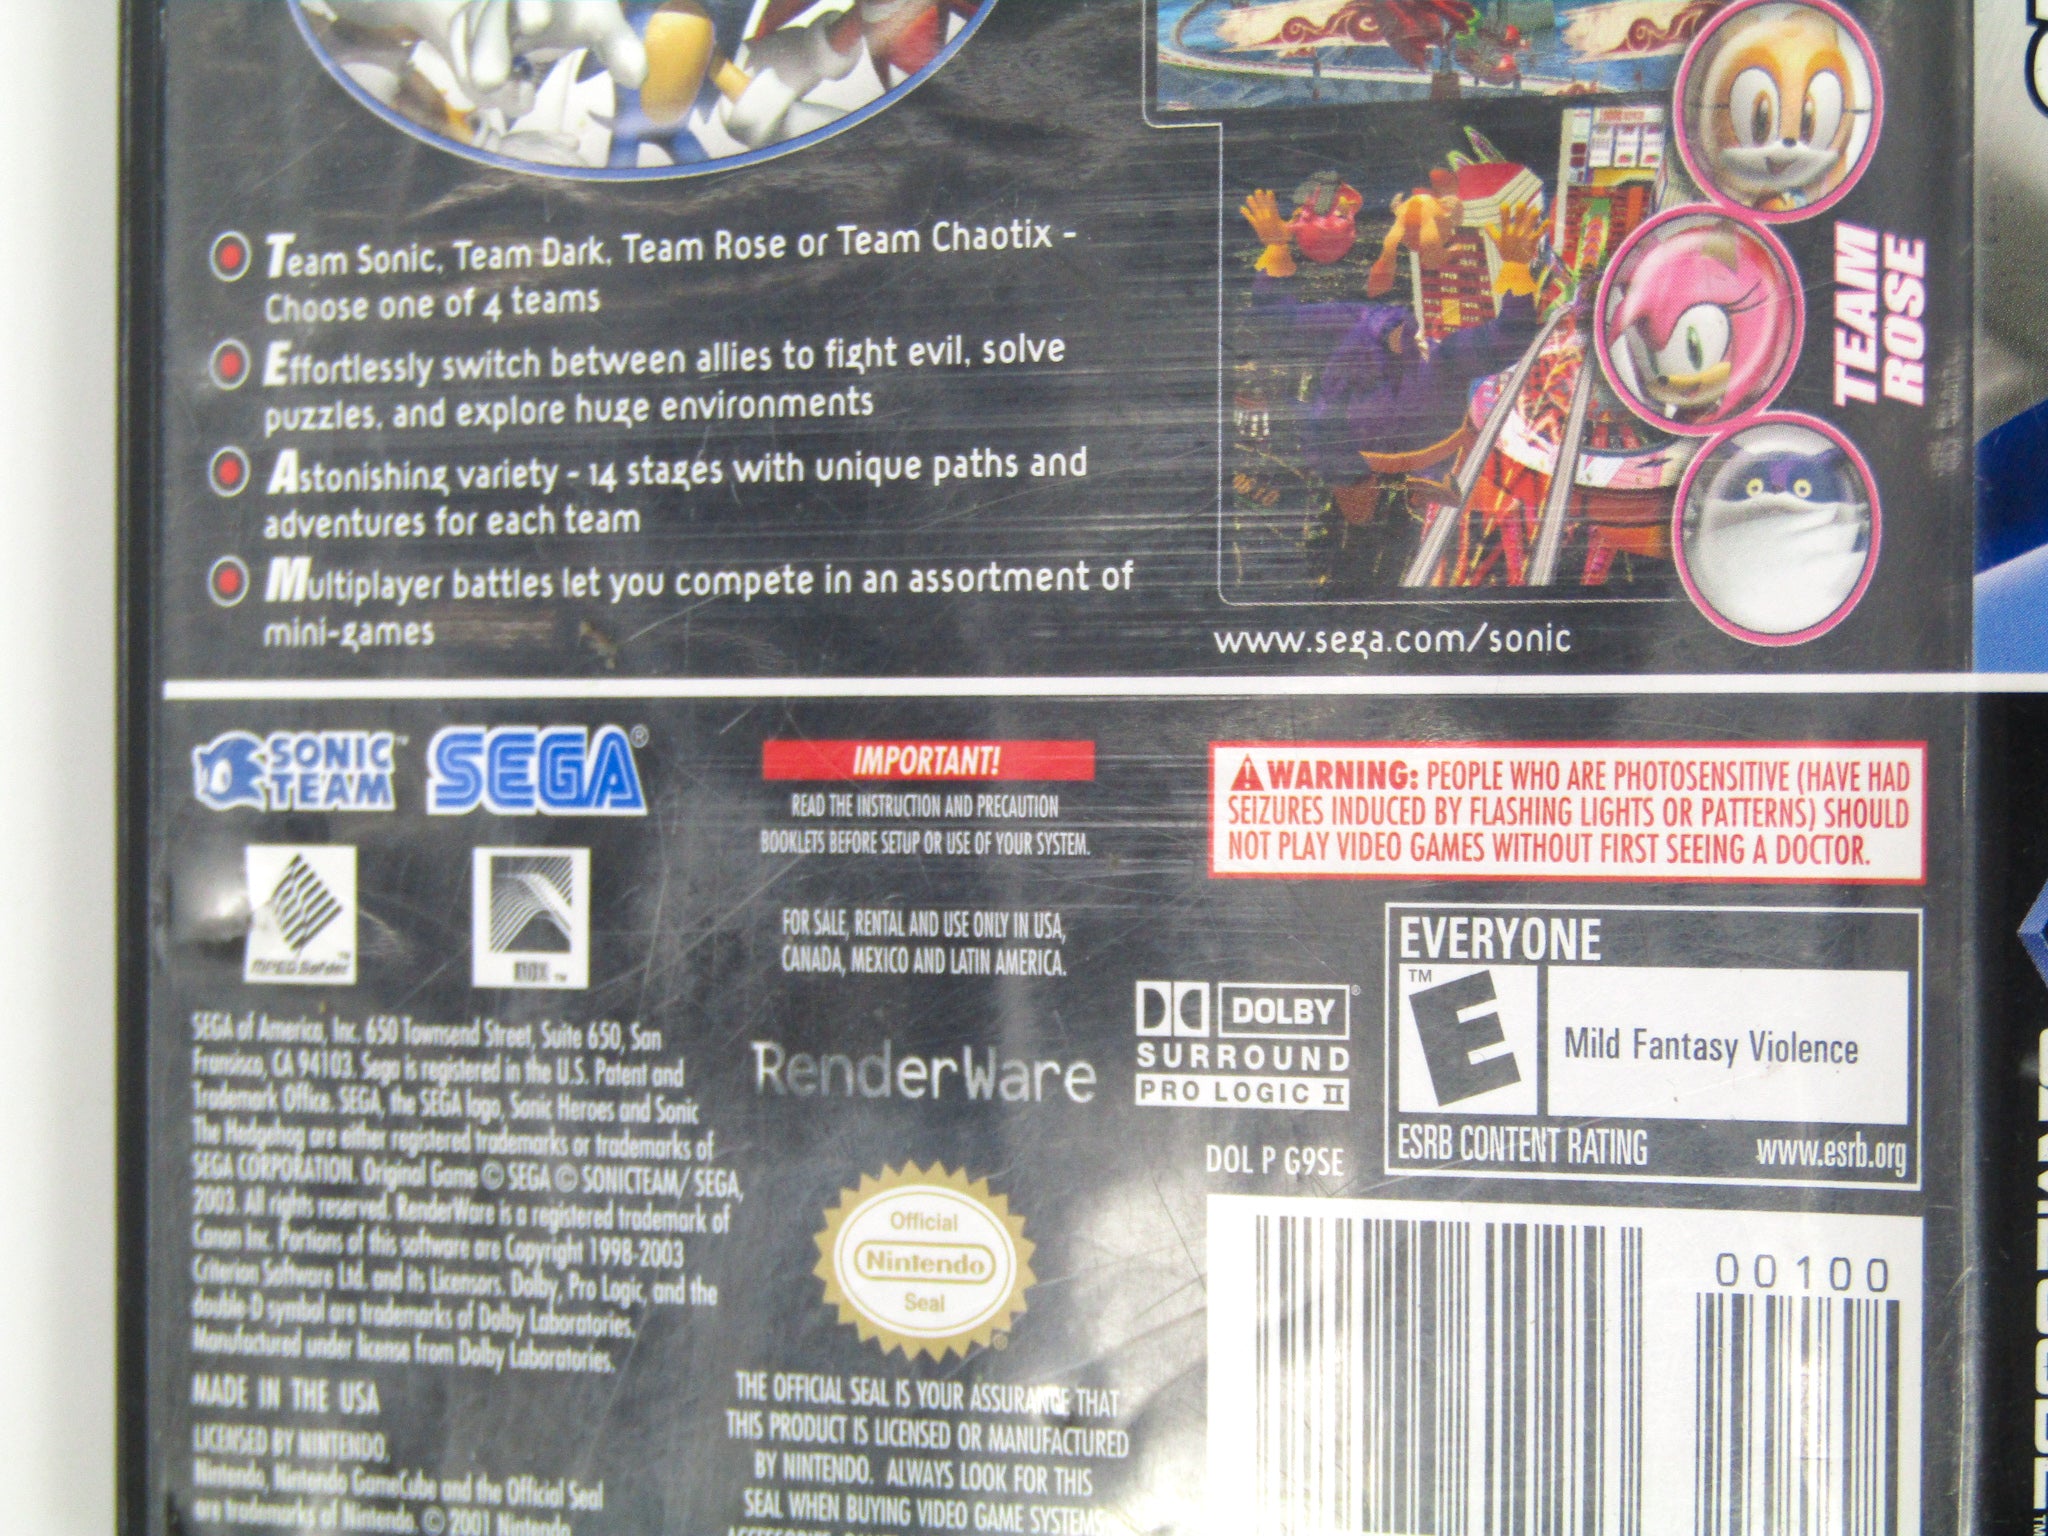 Team Sonic, Team Dark, Team Rose or Team Chaotix -
Choose one of 4 teams
Effortlessly switch between allies to fight evil, solve
puzzles, and explore huge environments
Astonishing variety - 14 stages with unique paths and
adventures for each team
Multiplayer battles let you compete in an assortment of
mini-games
TEAM
ROSE
www.sega.com/sonic
SONIC
TEAM™
SEGA®
IMPORTANT!
READ THE INSTRUCTION AND PRECAUTION
BOOKLETS BEFORE SETUP OR USE OF YOUR SYSTEM.
FOR SALE, RENTAL AND USE ONLY IN USA,
CANADA, MEXICO AND LATIN AMERICA.
⚠WARNING: PEOPLE WHO ARE PHOTOSENSITIVE (HAVE HAD
SEIZURES INDUCED BY FLASHING LIGHTS OR PATTERNS) SHOULD
NOT PLAY VIDEO GAMES WITHOUT FIRST SEEING A DOCTOR.
EVERYONE
E™
Mild Fantasy Violence
ESRB CONTENT RATING www.esrb.org
MPEG Sofdec™
SEGA of America, Inc. 650 Townsend Street, Suite 650, San
Fransisco, CA 94103. Sega is registered in the U.S. Patent and
Trademark Office. SEGA, the SEGA logo, Sonic Heroes and Sonic
The Hedgehog are either registered trademarks or trademarks of
SEGA CORPORATION. Original Game © SEGA © SONICTEAM/SEGA,
2003. All rights reserved. RenderWare is a registered trademark of
Canon Inc. Portions of this software are Copyright 1998-2003
Criterion Software Ltd. and its Licensors. Dolby, Pro Logic, and the
double-D symbol are trademarks of Dolby Laboratories.
Manufactured under license from Dolby Laboratories.
MADE IN THE USA
LICENSED BY NINTENDO.
Nintendo, Nintendo GameCube and the Official Seal
are trademarks of Nintendo. © 2001 Nintendo
RenderWare
DOLBY®
SURROUND
PRO LOGIC II
DOL P G9SE
Official
Nintendo
Seal®
THE OFFICIAL SEAL IS YOUR ASSURANCE THAT
THIS PRODUCT IS LICENSED OR MANUFACTURED
BY NINTENDO. ALWAYS LOOK FOR THIS
SEAL WHEN BUYING VIDEO GAME SYSTEMS
00100